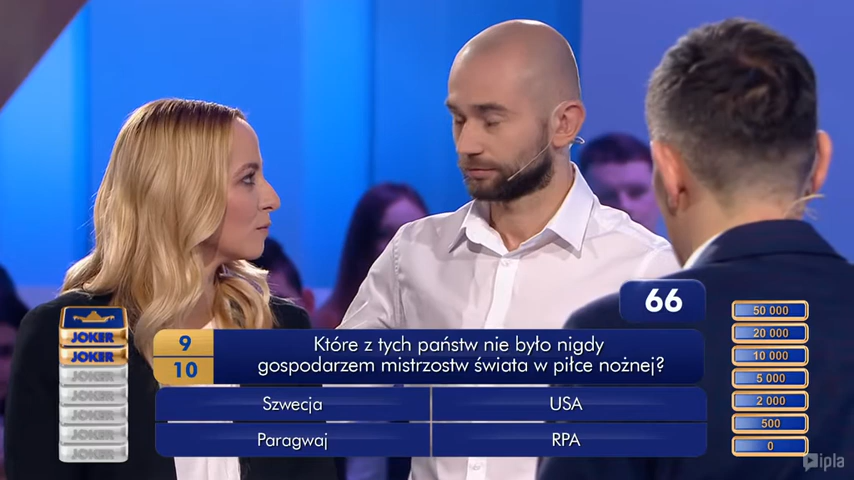 66
9
10
Które z tych państw nie było nigdy
gospodarzem mistrzostw świata w piłce nożnej?
Szwecja
USA
Paragwaj
RPA
JOKER
JOKER
JOKER
JOKER
JOKER
JOKER
JOKER
50 000
20 000
10 000
5 000
2 000
500
0
ipla